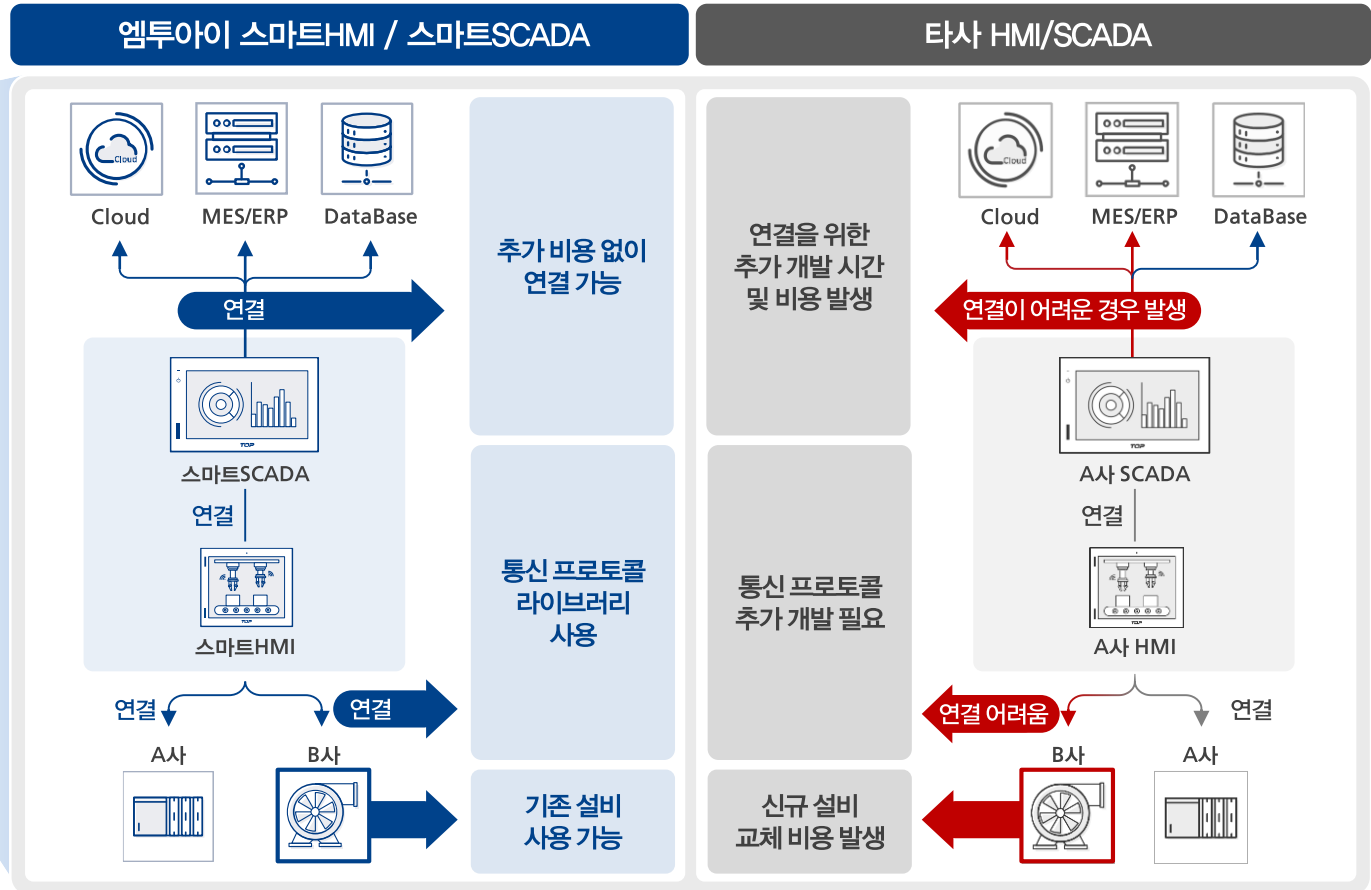 엠투아이 스마트HMI / 스마트SCADA
타사 HMI/SCADA
Cloud
Cloud
MES/ERP
DataBase
연결
추가 비용 없이
연결 가능
TOP
스마트SCADA
연결
TOP
스마트HMI
통신 프로토콜
라이브러리
사용
연결
연결
A사
B사
기존 설비
사용 가능
연결을 위한
추가 개발 시간
및 비용 발생
Cloud
Cloud
MES/ERP
DataBase
연결이 어려운 경우 발생
TOP
A사 SCADA
연결
TOP
A사 HMI
통신 프로토콜
추가 개발 필요
연결 어려움
연결
B사
A사
신규 설비
교체 비용 발생